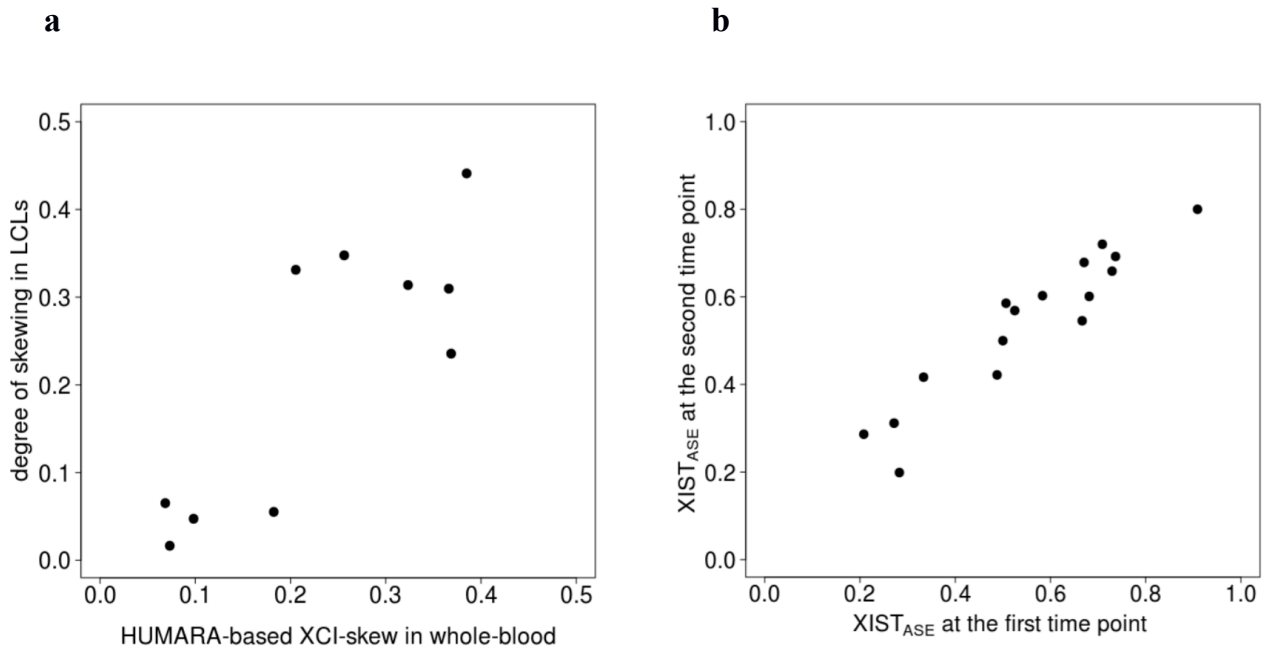 a
b
degree of skewing in LCLs
0.5
0.4
0.3
0.2
0.1
0.0
0.0 0.1 0.2 0.3 0.4 0.5
HUMARA-based XCI-skew in whole-blood
XIST_ASE at the second time point
1.0
0.8
0.6
0.4
0.2
0.0
0.0 0.2 0.4 0.6 0.8 1.0
XIST_ASE at the first time point